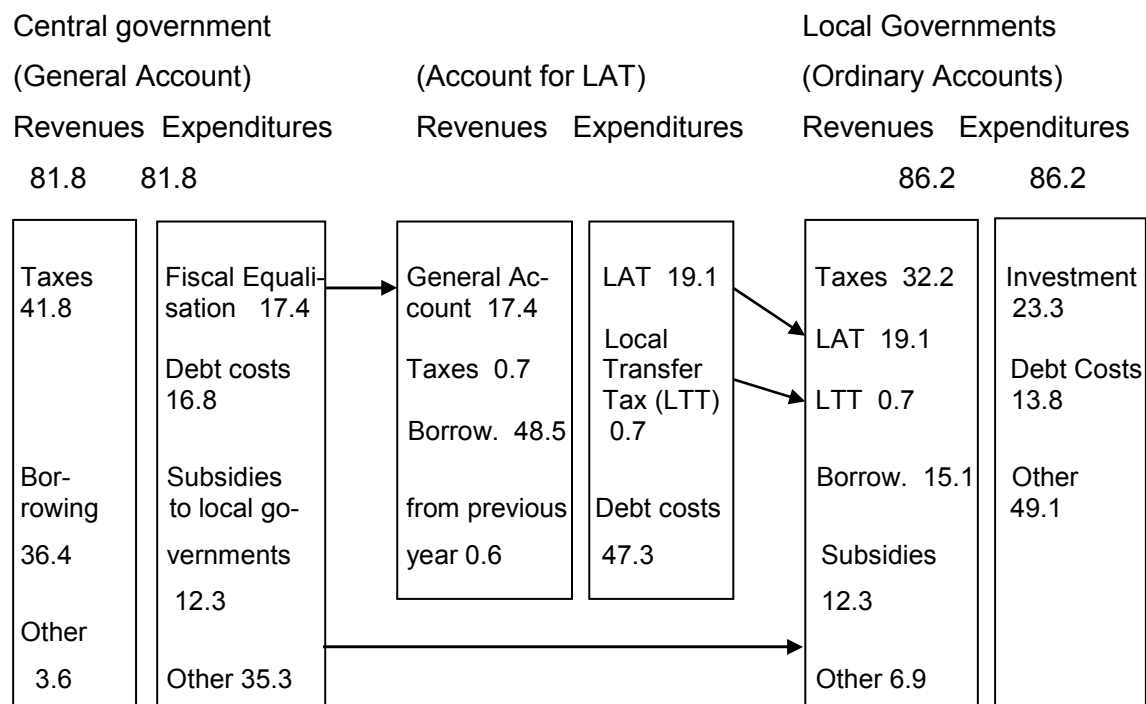 Central government
(General Account)
Revenues Expenditures
81.8 81.8
(Account for LAT)
Revenues Expenditures
Local Governments
(Ordinary Accounts)
Revenues Expenditures
86.2 86.2
Taxes
41.8
Bor-
rowing
36.4
Other
3.6
Fiscal Equali-
sation 17.4
Debt costs
16.8
Subsidies
to local go-
vernments
12.3
Other 35.3
General Ac-
count 17.4
Taxes 0.7
Borrow. 48.5
from previous
year 0.6
LAT 19.1
Local
Transfer
Tax (LTT)
0.7
Debt costs
47.3
Taxes 32.2
LAT 19.1
LTT 0.7
Borrow. 15.1
Subsidies
12.3
Other 6.9
Investment
23.3
Debt Costs
13.8
Other
49.1